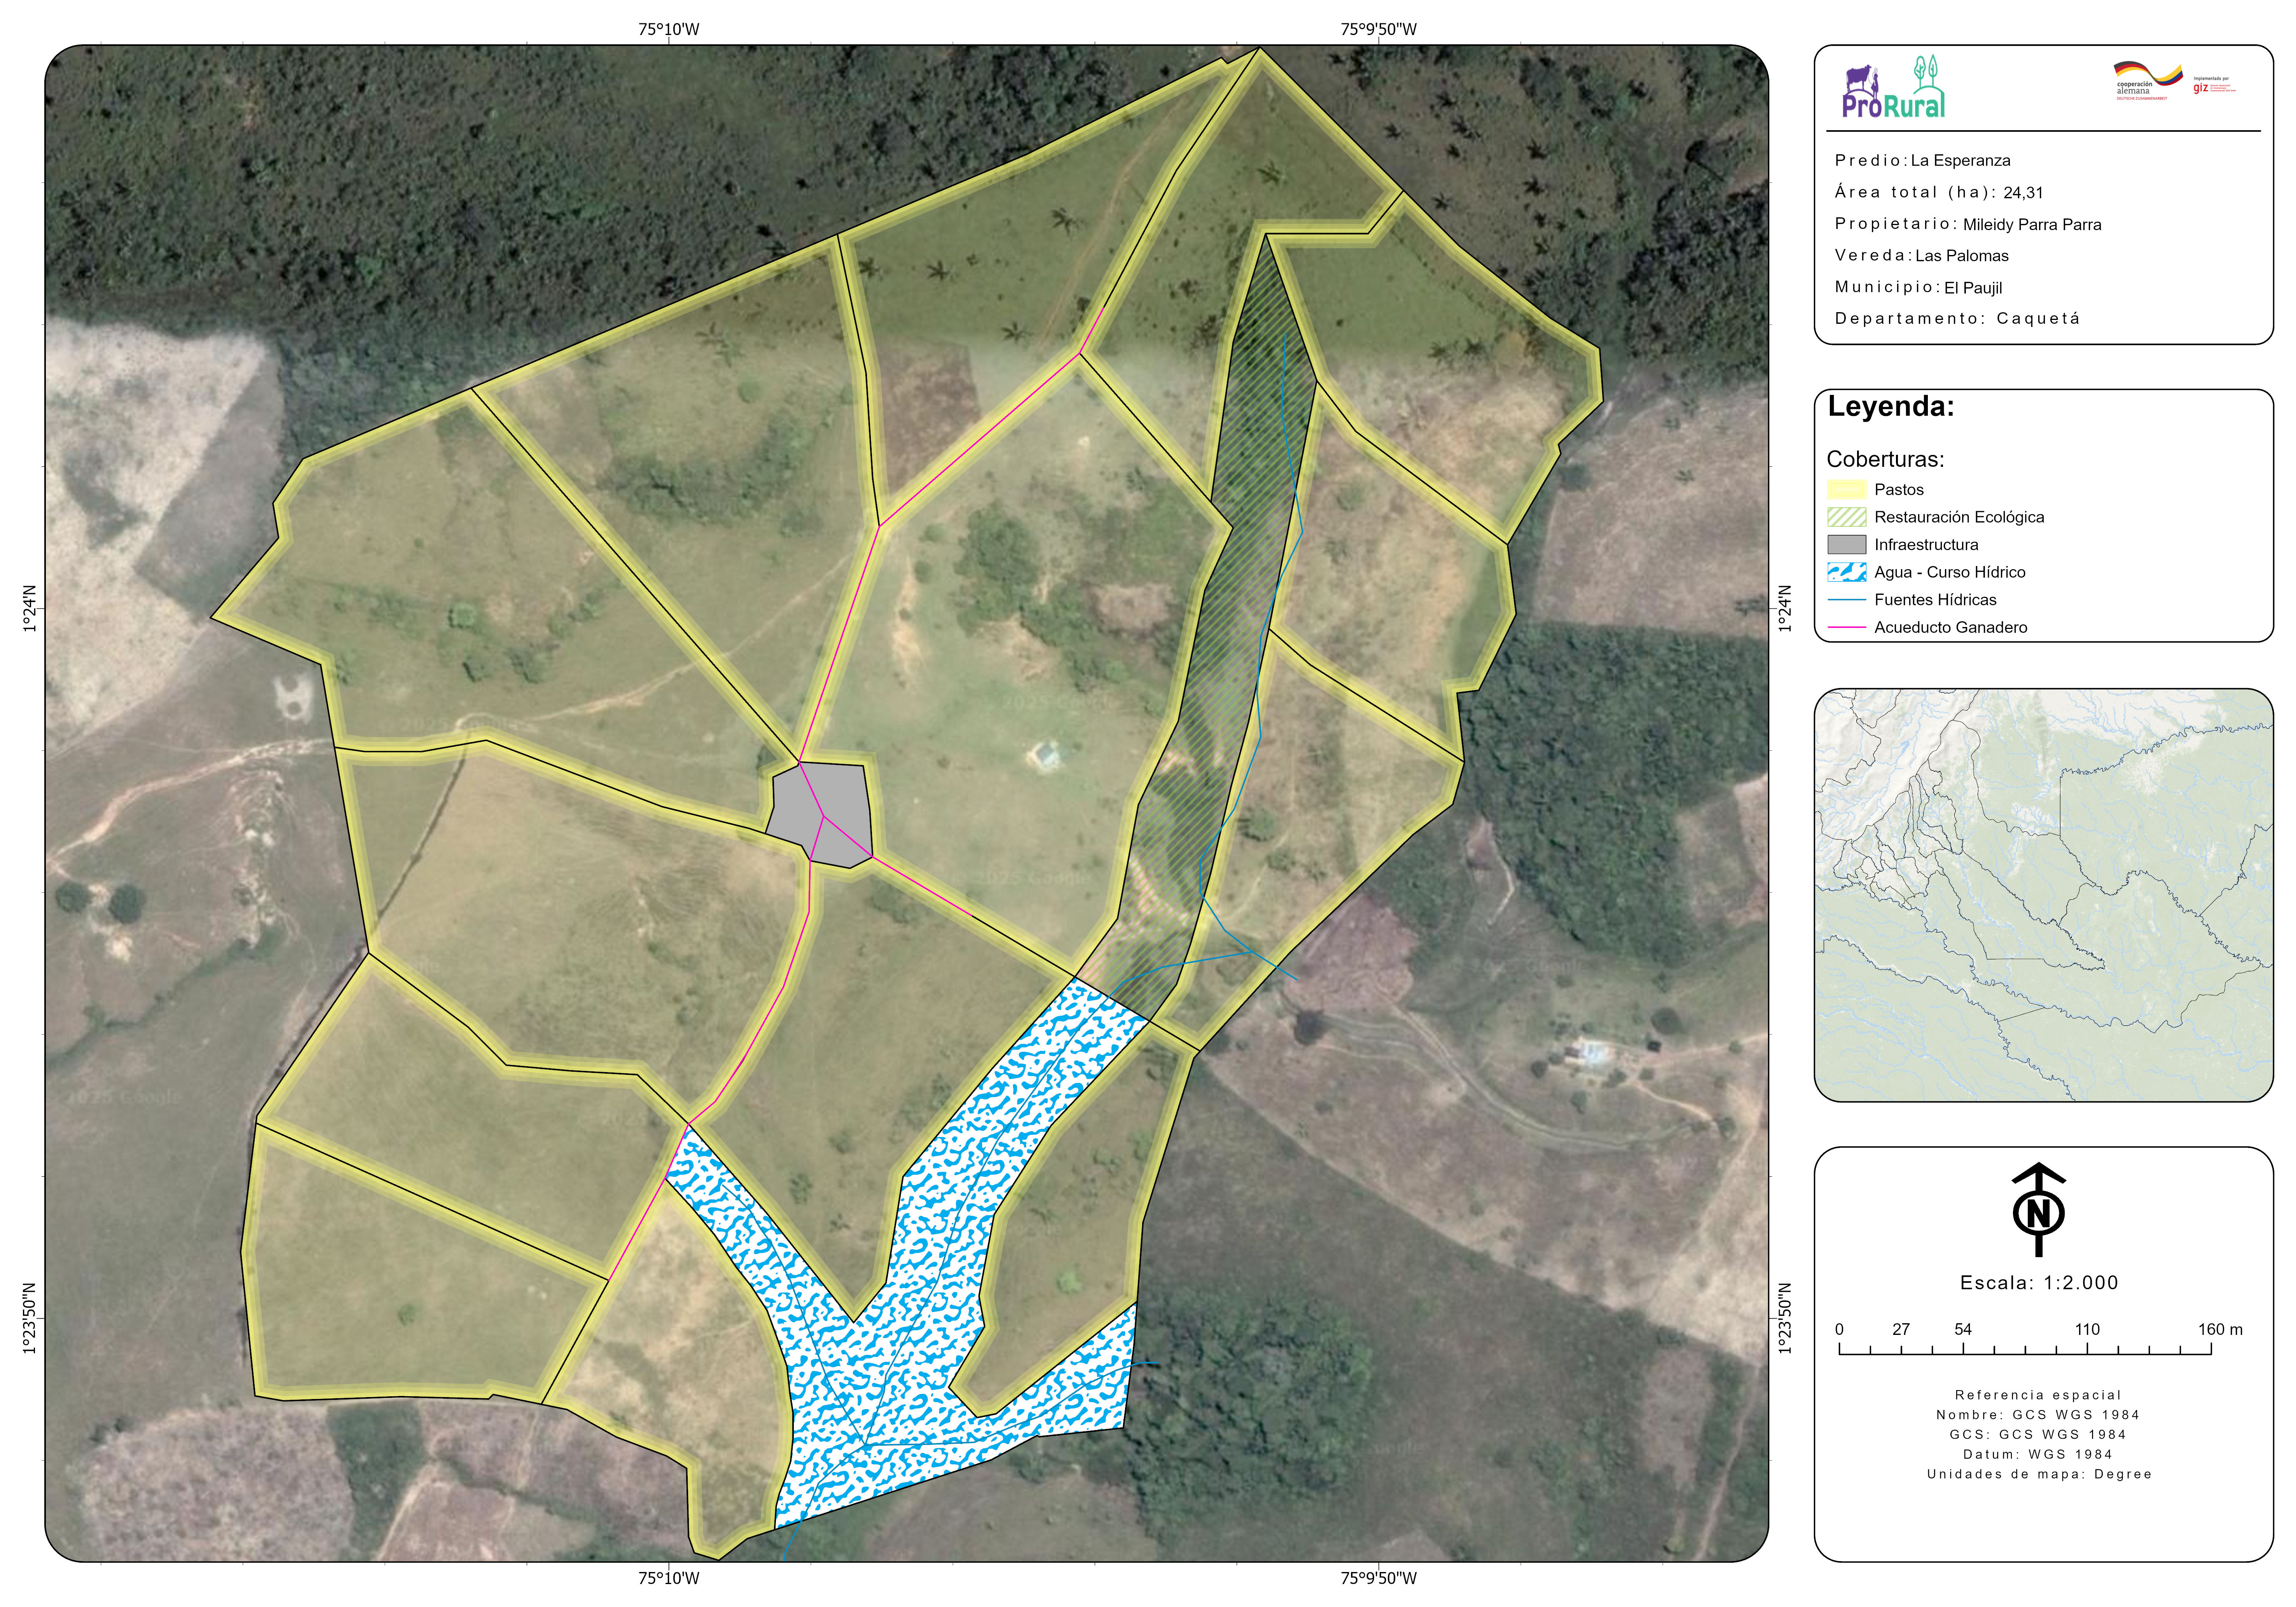 75°10'W
75°9'50"W
1°24'N
1°24'N
1°23'50"N
1°23'50"N
75°10'W
75°9'50"W
2025 Google
ProRural
cooperación
alemana
DEUTSCHE ZUSAMMENARBEIT
Implementada por
giz
Predio: La Esperanza
Área total (ha): 24,31
Propietario: Mileidy Parra Parra
Vereda: Las Palomas
Municipio: El Paujil
Departamento: Caquetá
Leyenda:
Coberturas:
Pastos
Restauración Ecológica
Infraestructura
Agua - Curso Hídrico
Fuentes Hídricas
Acueducto Ganadero
N
Escala: 1:2.000
0 27 54 110 160 m
Referencia espacial
Nombre: GCS WGS 1984
GCS: GCS WGS 1984
Datum: WGS 1984
Unidades de mapa: Degree